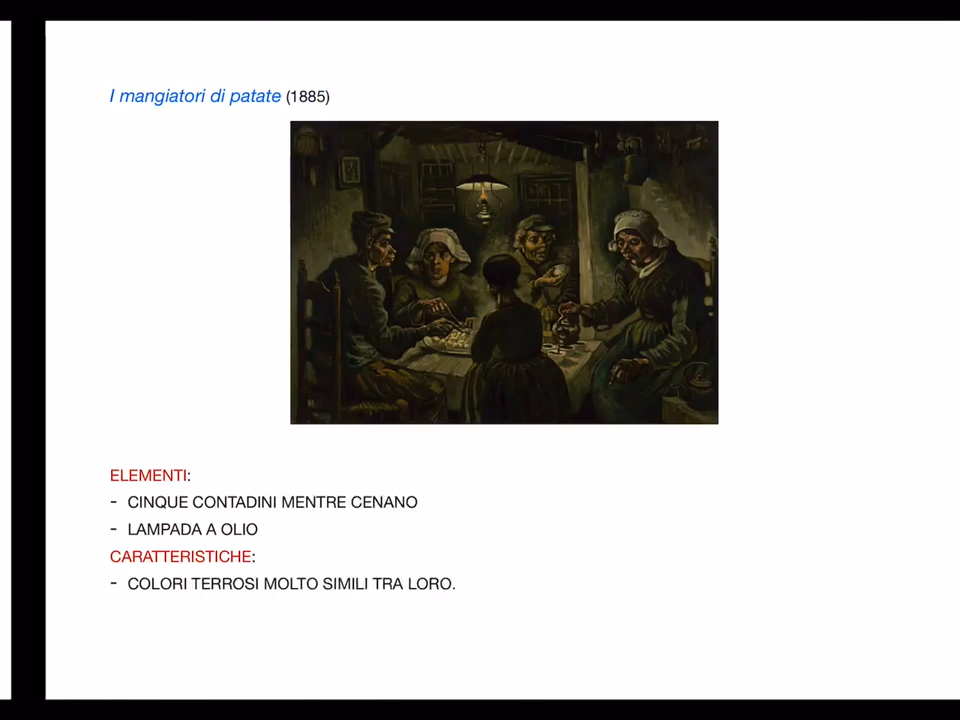 I mangiatori di patate (1885)
ELEMENTI:
- CINQUE CONTADINI MENTRE CENANO
- LAMPADA A OLIO
CARATTERISTICHE:
- COLORI TERROSI MOLTO SIMILI TRA LORO.